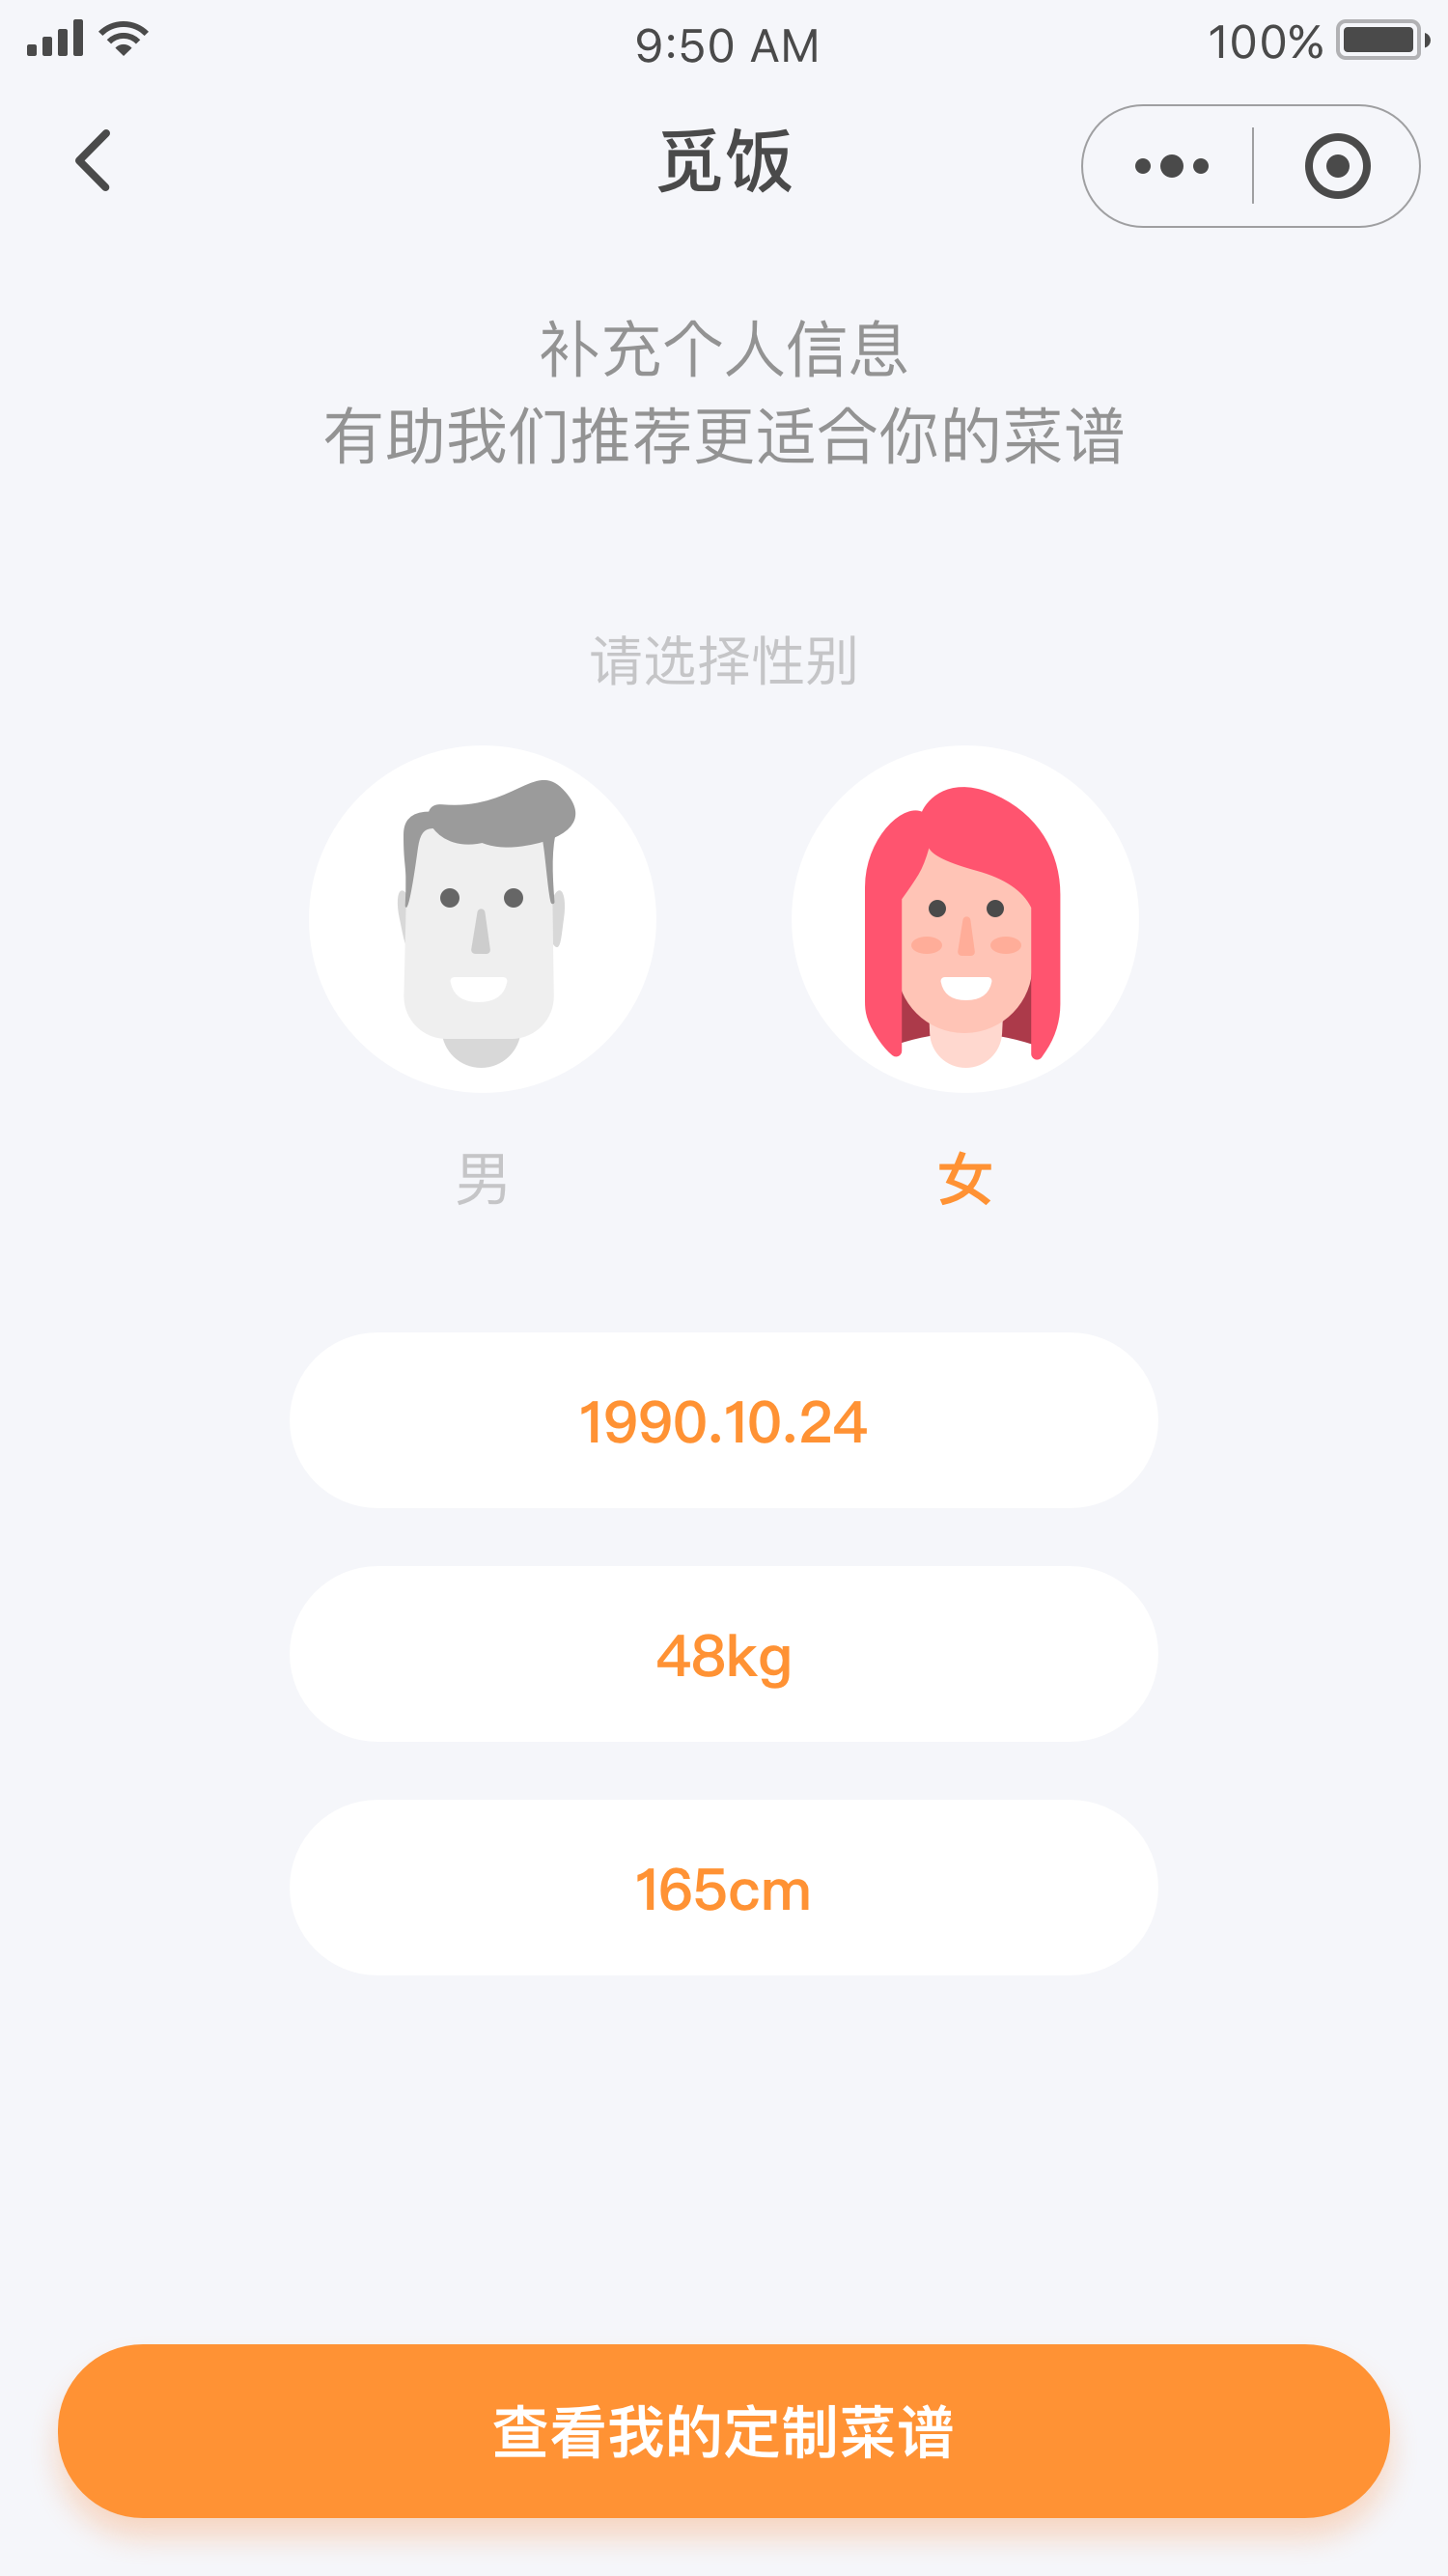 9:50 AM
100%
觅饭
补充个人信息
有助我们推荐更适合你的菜谱
请选择性别
男
女
1990.10.24
48kg
165cm
查看我的定制菜谱